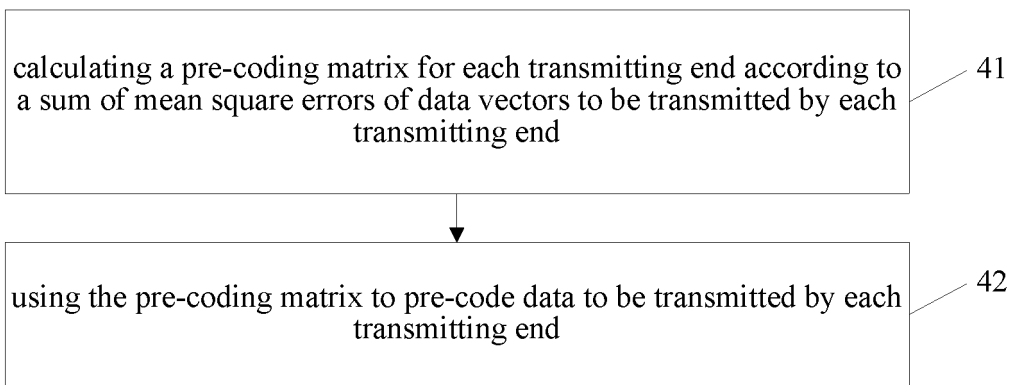 calculating a pre-coding matrix for each transmitting end according to
a sum of mean square errors of data vectors to be transmitted by each
transmitting end
41
using the pre-coding matrix to pre-code data to be transmitted by each
transmitting end
42